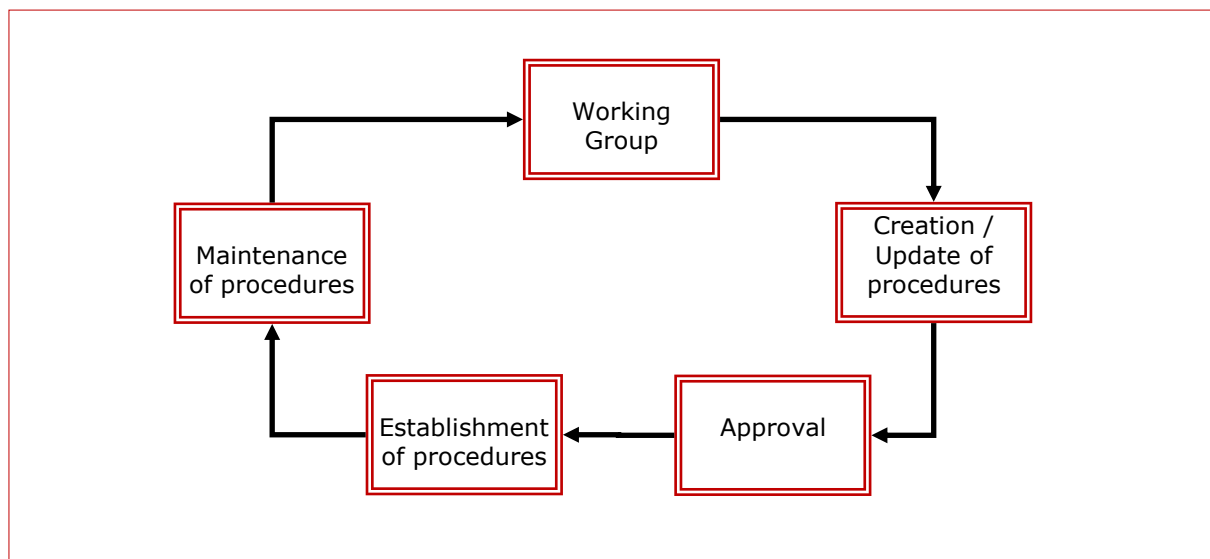 Working
Group
Creation /
Update of
procedures
Approval
Establishment
of procedures
Maintenance
of procedures